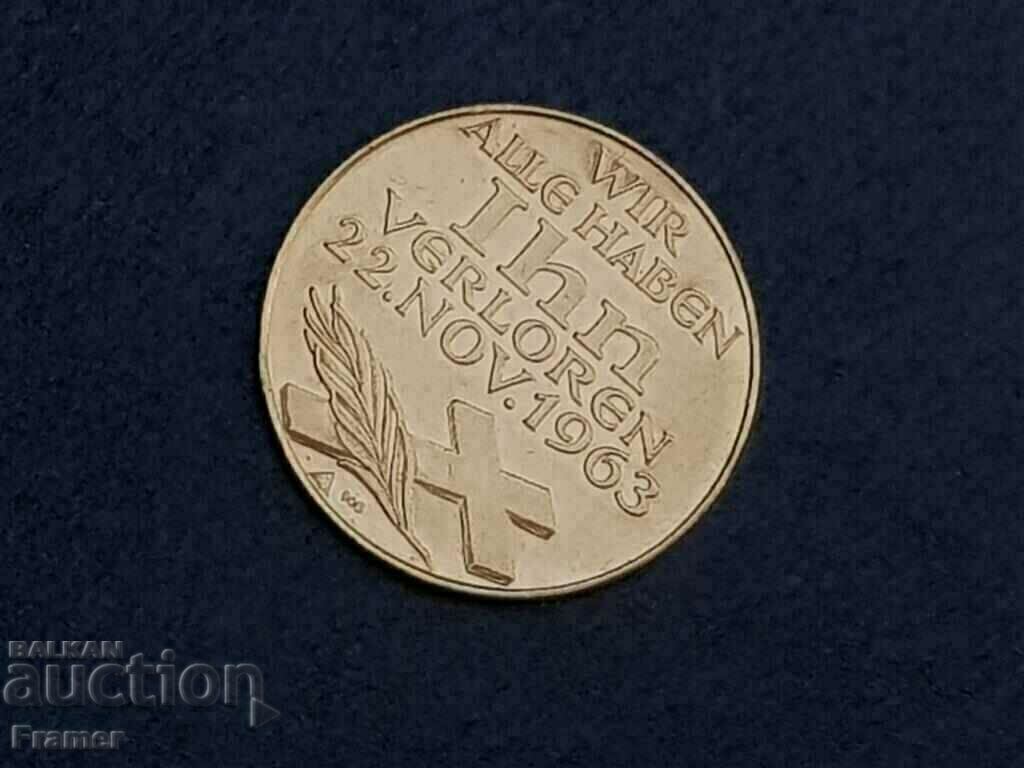 WIR
ALLE HABEN
Ihn
VERLOREN
22. NOV. 1963
BALKAN
auction
Framer